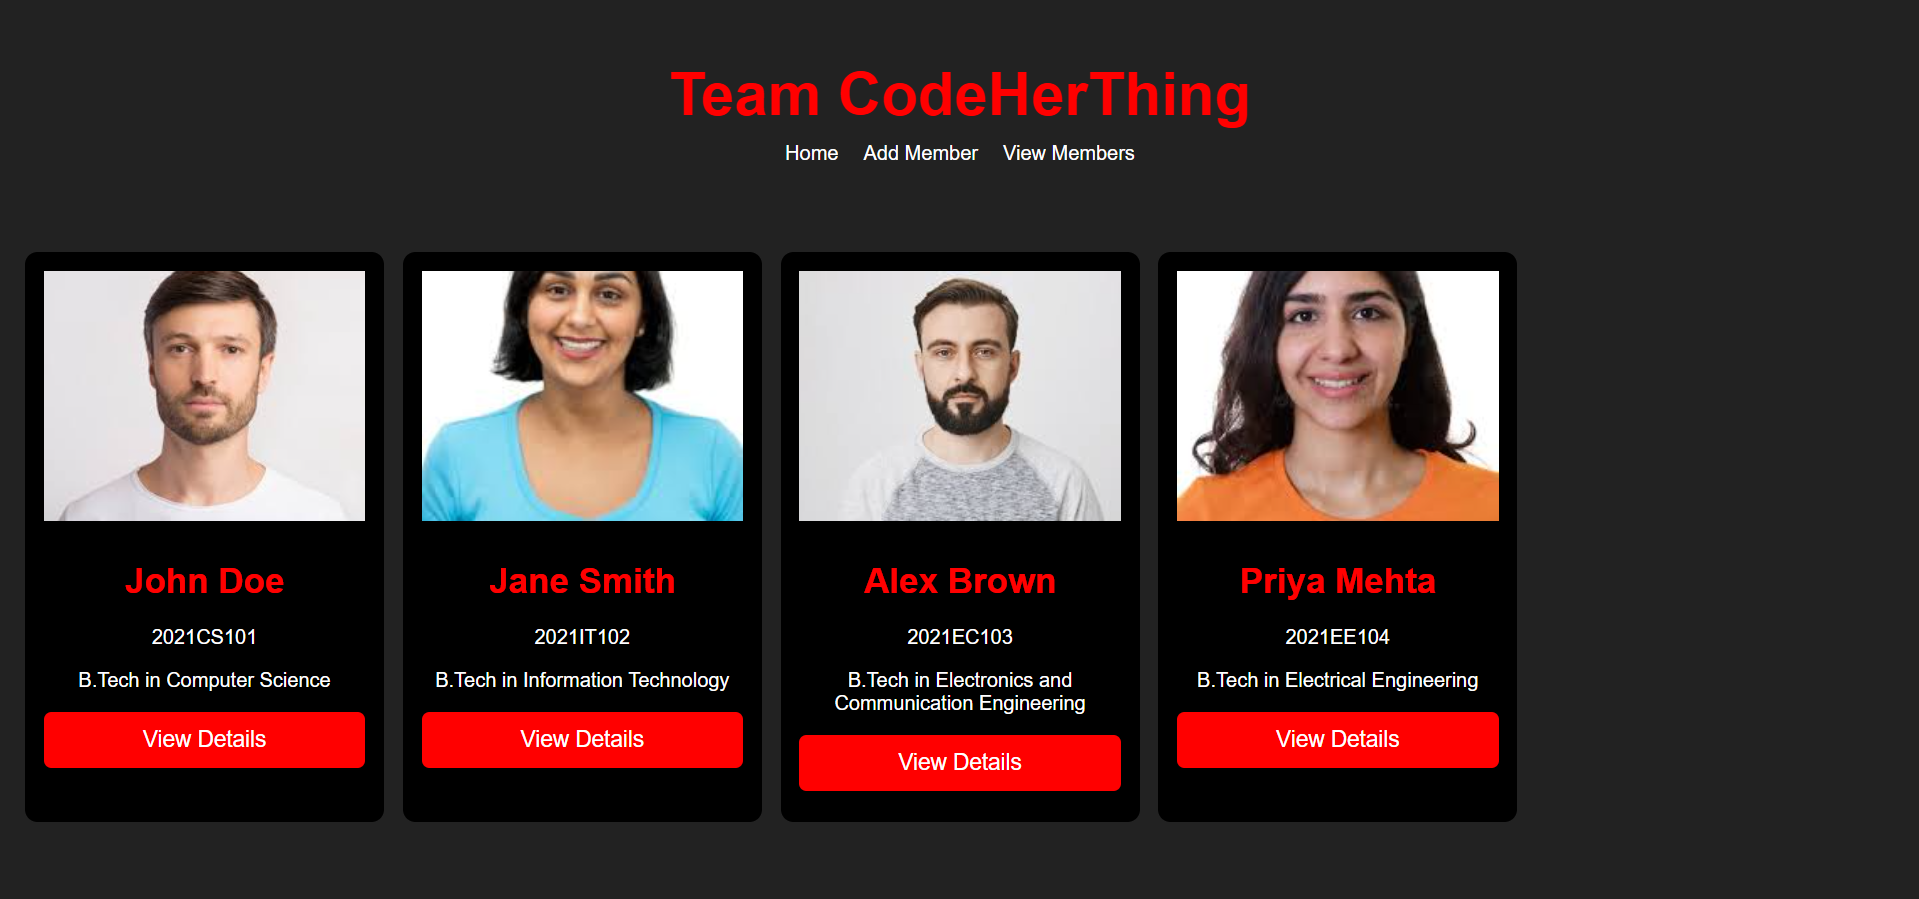 Team CodeHerThing
Home Add Member View Members
John Doe
2021CS101
B.Tech in Computer Science
View Details
Jane Smith
2021IT102
B.Tech in Information Technology
View Details
Alex Brown
2021EC103
B.Tech in Electronics and
Communication Engineering
View Details
Priya Mehta
2021EE104
B.Tech in Electrical Engineering
View Details